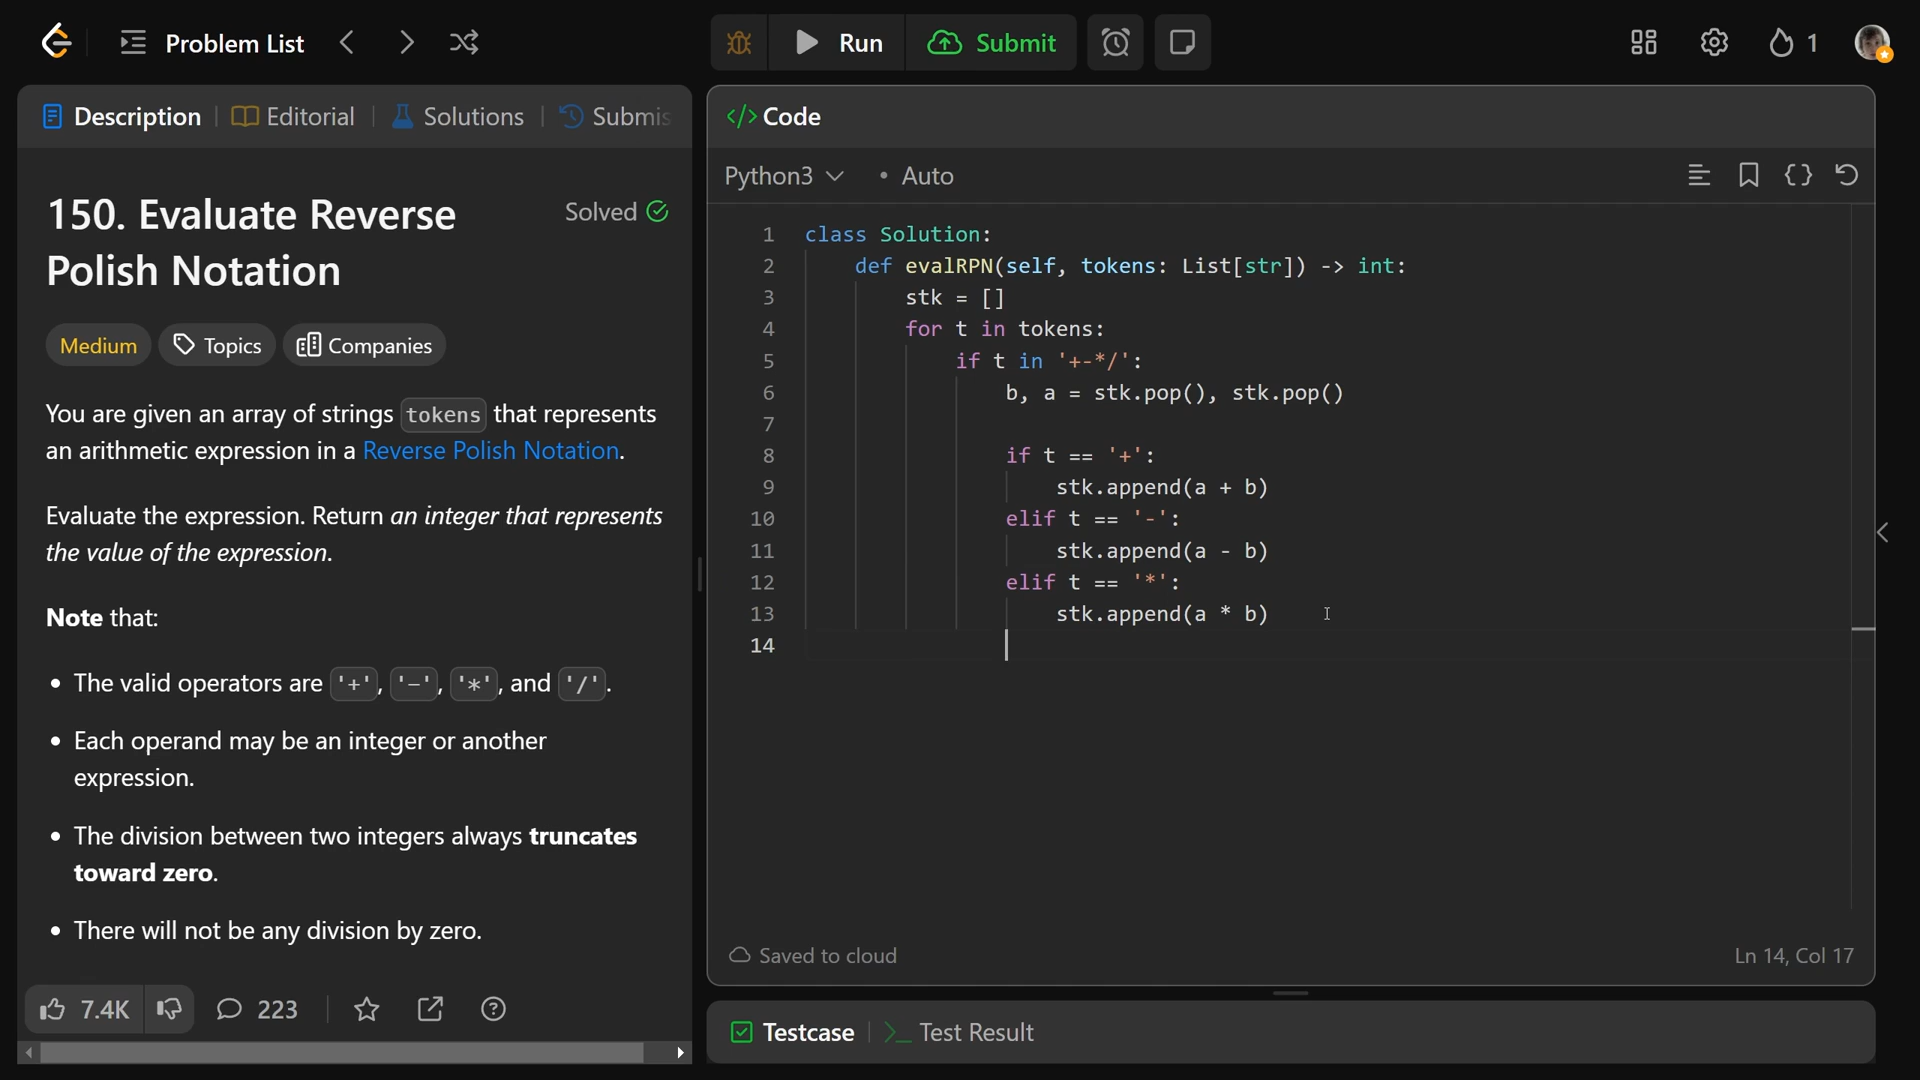 Problem List
Run
Submit
1
Description
Editorial
Solutions
Submis
150. Evaluate Reverse
Polish Notation
Solved
Medium
Topics
Companies
You are given an array of strings tokens that represents
an arithmetic expression in a Reverse Polish Notation.
Evaluate the expression. Return an integer that represents
the value of the expression.
Note that:
• The valid operators are '+', '-', '*', and '/'.
• Each operand may be an integer or another
expression.
• The division between two integers always truncates
toward zero.
• There will not be any division by zero.
7.4K
223
</> Code
Python3
• Auto
1 class Solution:
2 def evalRPN(self, tokens: List[str]) -> int:
3 stk = []
4 for t in tokens:
5 if t in '+-*/':
6 b, a = stk.pop(), stk.pop()
7
8 if t == '+':
9 stk.append(a + b)
10 elif t == '-':
11 stk.append(a - b)
12 elif t == '*':
13 stk.append(a * b)
14
Saved to cloud
Ln 14, Col 17
Testcase
>_ Test Result